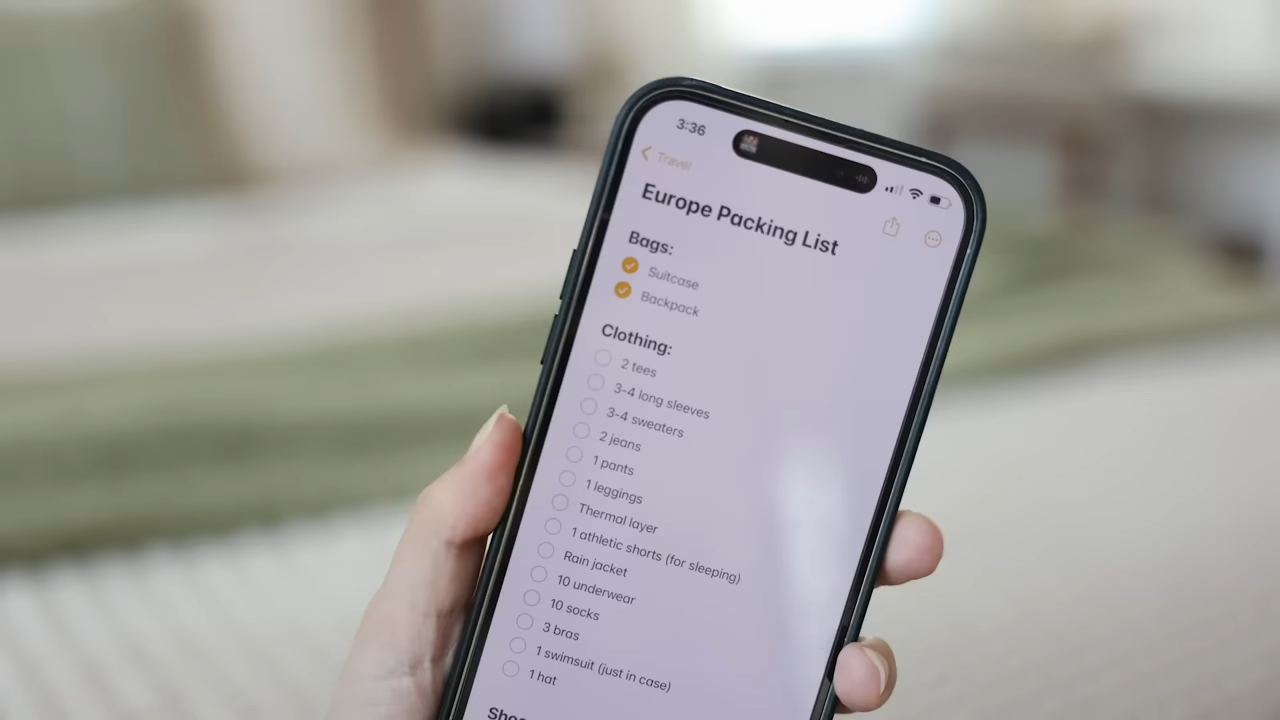 3:36
Travel
Europe Packing List
Bags:
Suitcase
Backpack
Clothing:
2 tees
3-4 long sleeves
3-4 sweaters
2 jeans
1 pants
1 leggings
Thermal layer
1 athletic shorts (for sleeping)
Rain jacket
10 underwear
10 socks
3 bras
1 swimsuit (just in case)
1 hat